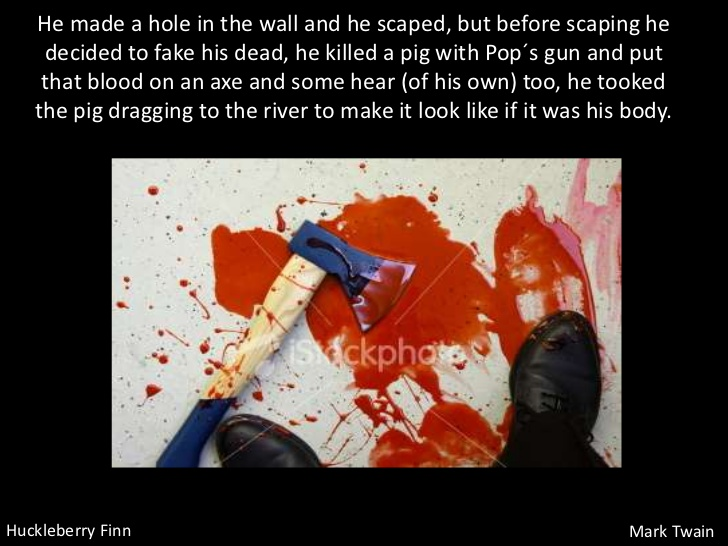 He made a hole in the wall and he scaped, but before scaping he
decided to fake his dead, he killed a pig with Pop´s gun and put
that blood on an axe and some hear (of his own) too, he tooked
the pig dragging to the river to make it look like if it was his body.
iStockphoto
Huckleberry Finn
Mark Twain